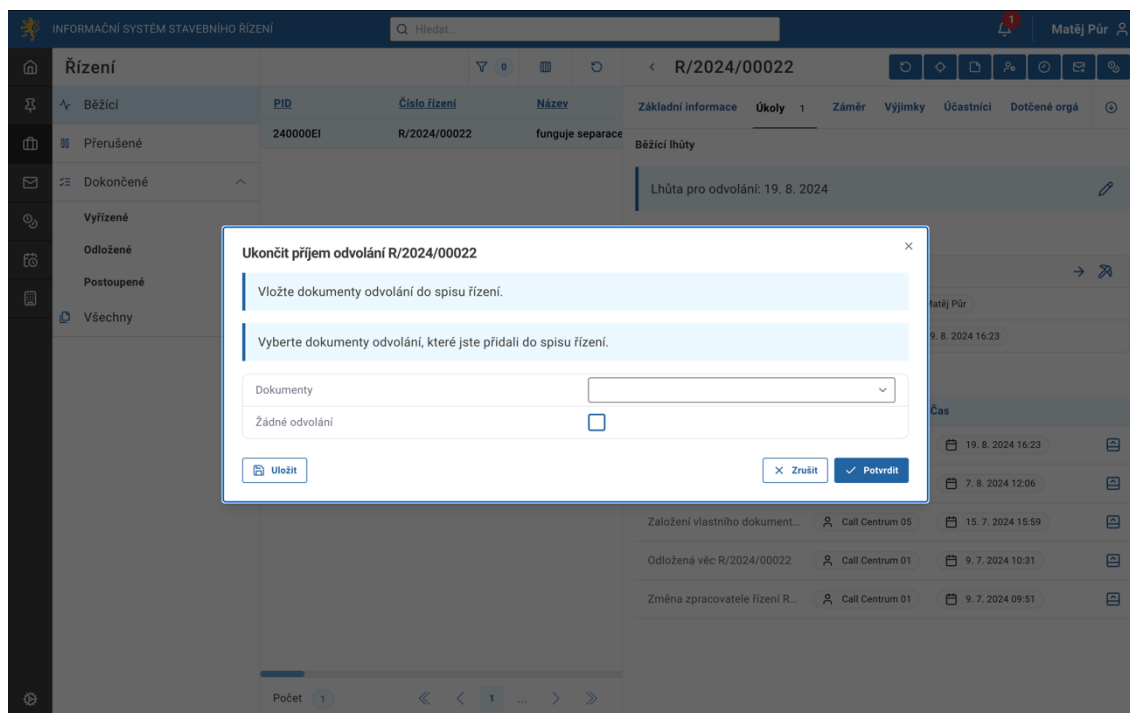 INFORMAČNÍ SYSTÉM STAVEBNÍHO ŘÍZENÍ
Hledat...
1
Matěj Půr
Řízení
0
R/2024/00022
Běžící
Přerušené
Dokončené
Vyřízené
Odložené
Postoupené
Všechny
PID Číslo řízení Název
240000EI R/2024/00022 funguje separace
Základní informace Úkoly 1 Záměr Výjimky Účastníci Dotčené orgá
Běžící lhůty
Lhůta pro odvolání: 19. 8. 2024
Matěj Půr
9. 8. 2024 16:23
Ukončit příjem odvolání R/2024/00022
Vložte dokumenty odvolání do spisu řízení.
Vyberte dokumenty odvolání, které jste přidali do spisu řízení.
Dokumenty
Žádné odvolání
Uložit
Zrušit
Potvrdit
Čas
19. 8. 2024 16:23
7. 8. 2024 12:06
Založení vlastního dokument... Call Centrum 05 15. 7. 2024 15:59
Odložená věc R/2024/00022 Call Centrum 01 9. 7. 2024 10:31
Změna zpracovatele řízení R... Call Centrum 01 9. 7. 2024 09:51
Počet 1
1 ...